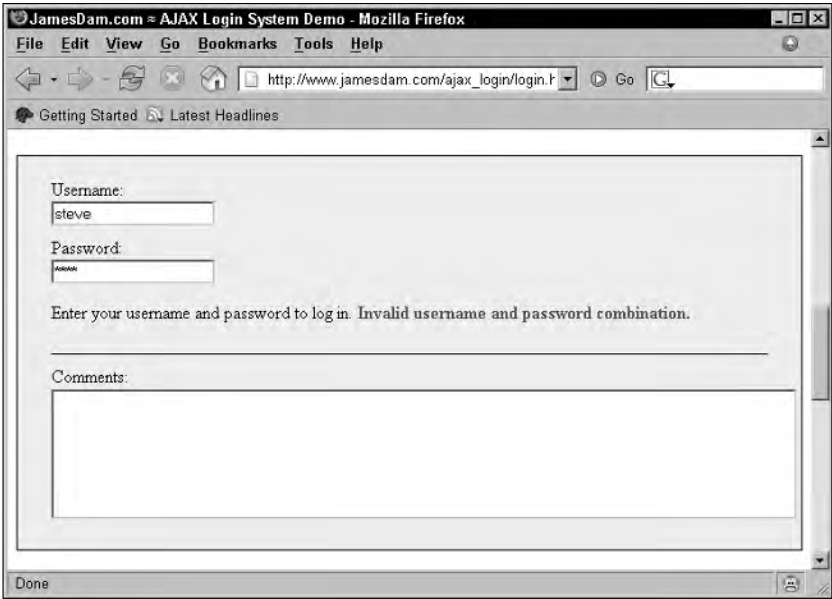 JamesDam.com ≈ AJAX Login System Demo - Mozilla Firefox
File Edit View Go Bookmarks Tools Help
http://www.jamesdam.com/ajax_login/login.h Go G
Getting Started Latest Headlines
Username:
steve
Password:
*****
Enter your username and password to log in. Invalid username and password combination.
Comments:
Done